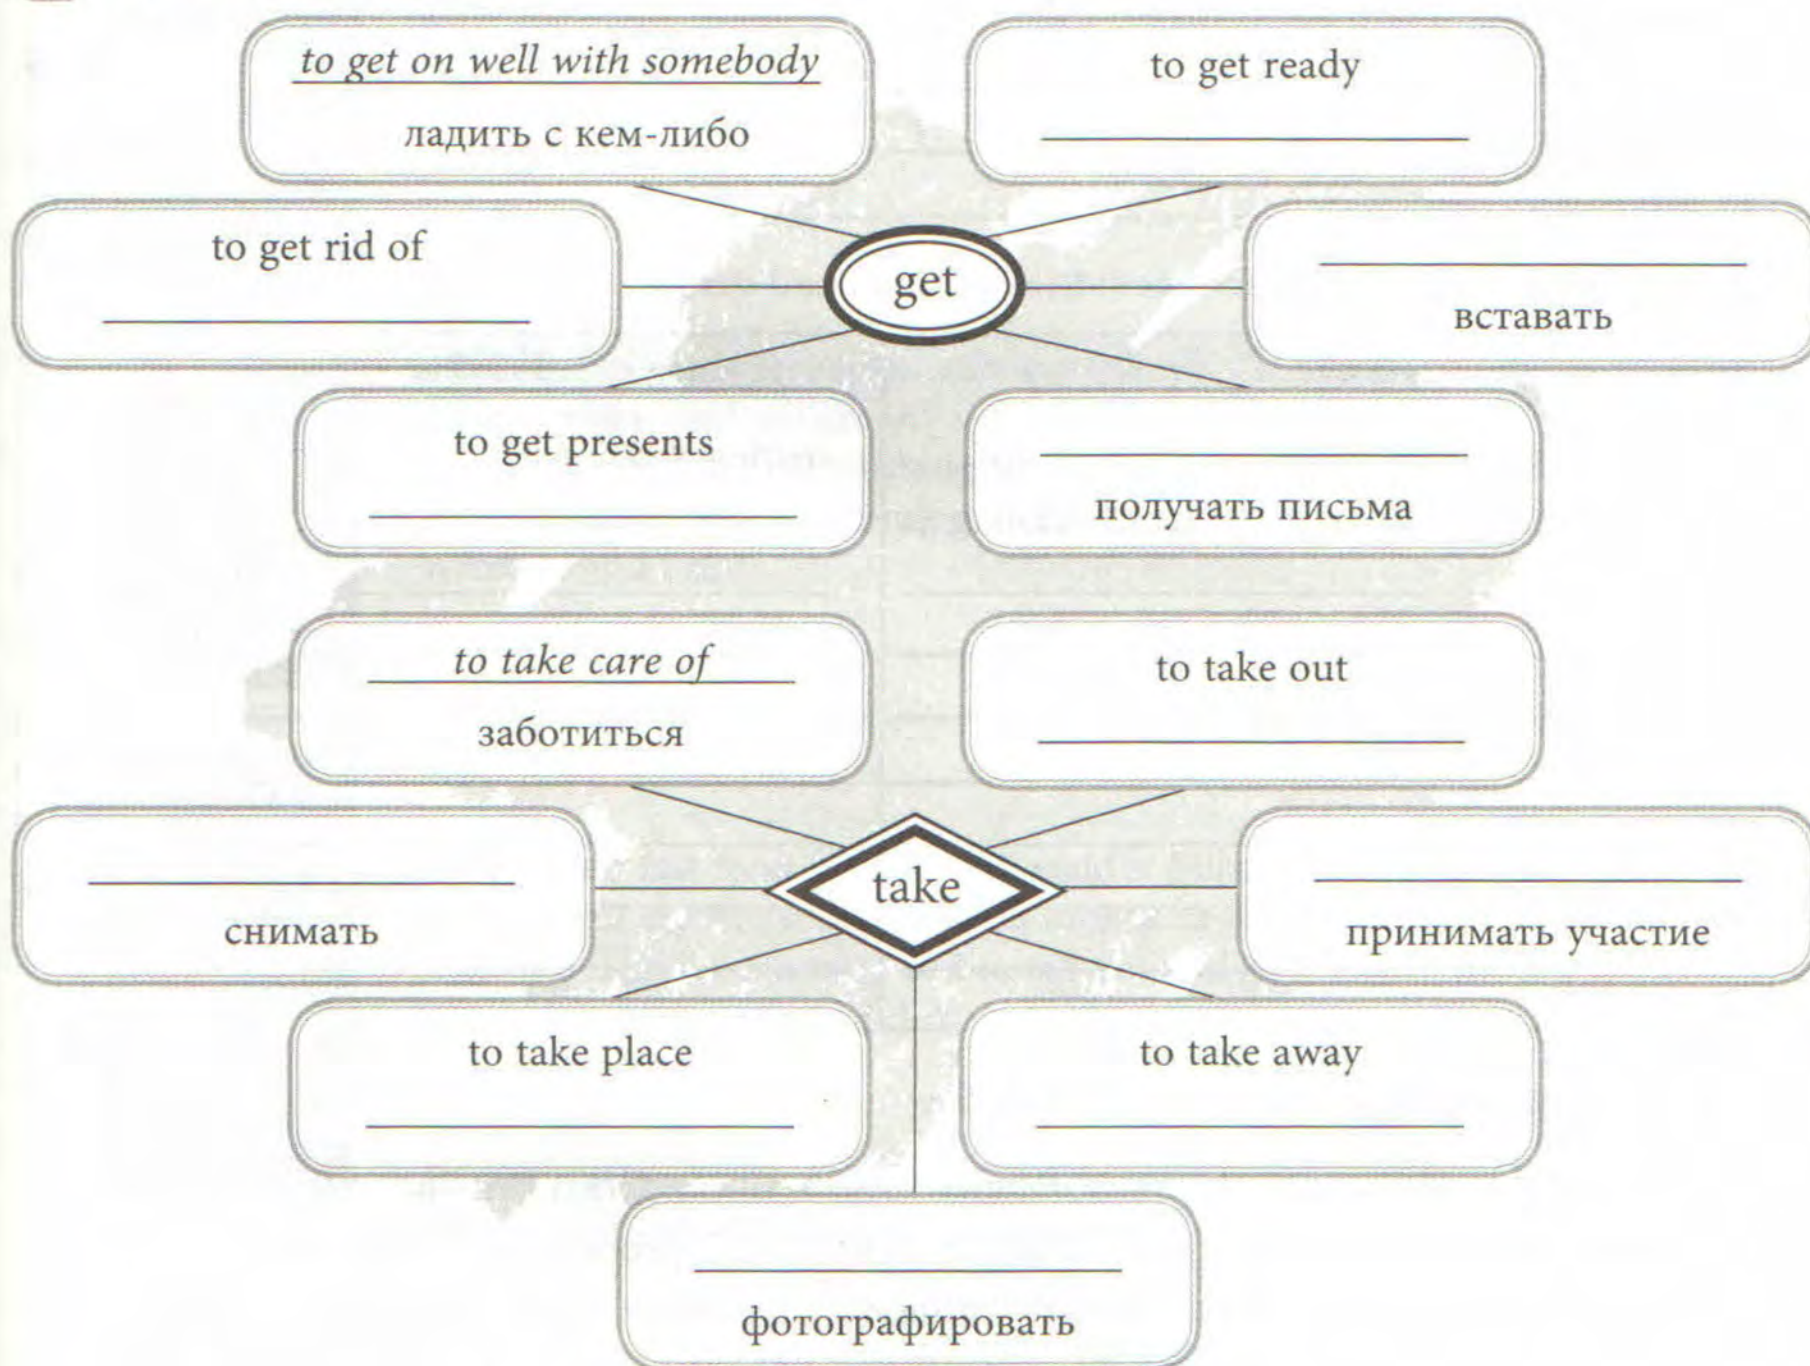 to get on well with somebody
ладить с кем-либо
to get ready
to get rid of
get
вставать
to get presents
получать письма
to take care of
заботиться
to take out
снимать
take
принимать участие
to take place
to take away
фотографировать